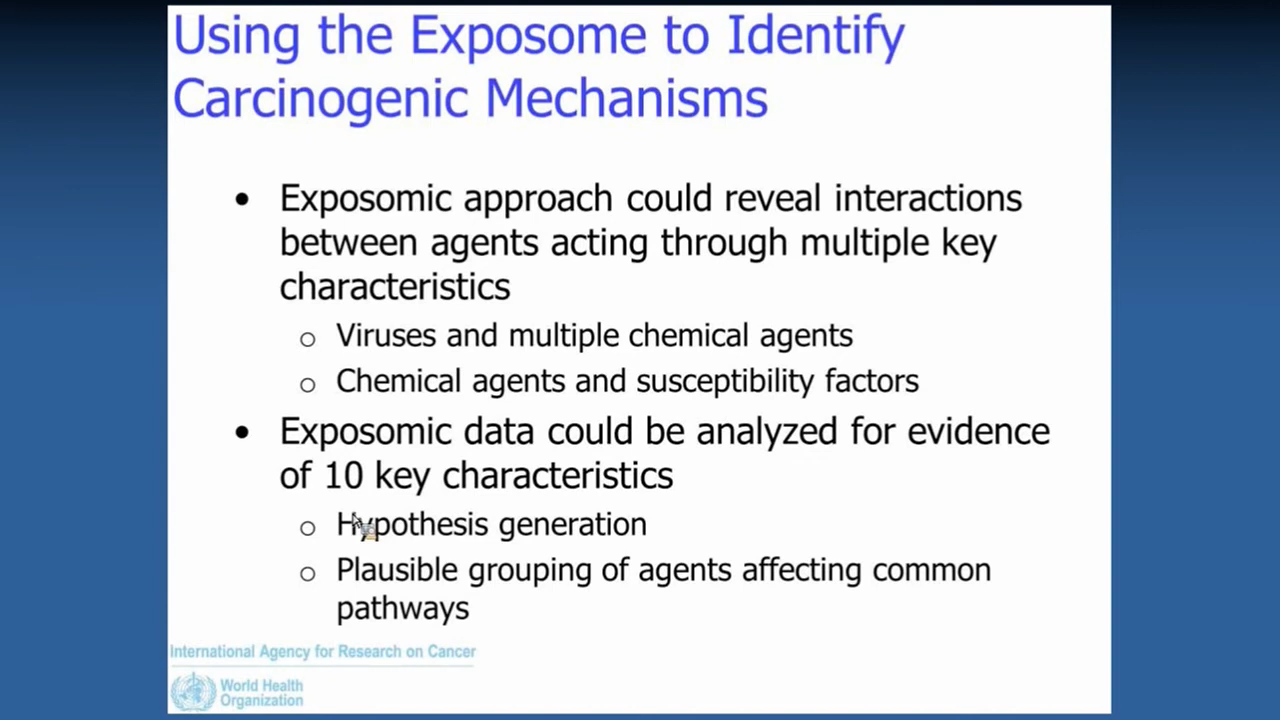 Using the Exposome to Identify
Carcinogenic Mechanisms
• Exposomic approach could reveal interactions
between agents acting through multiple key
characteristics
o Viruses and multiple chemical agents
o Chemical agents and susceptibility factors
• Exposomic data could be analyzed for evidence
of 10 key characteristics
o Hypothesis generation
o Plausible grouping of agents affecting common
pathways
International Agency for Research on Cancer
World Health
Organization